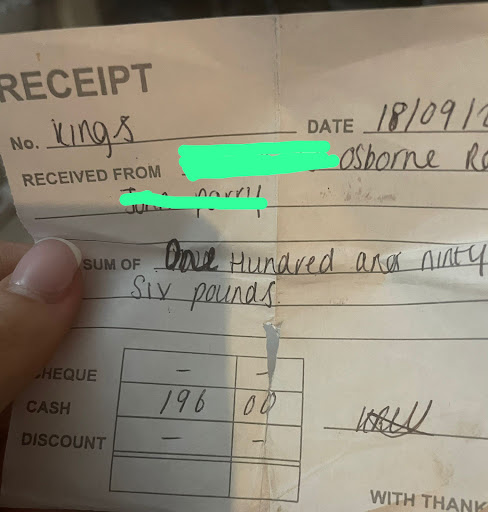 RECEIPT
No. kings DATE 18/09/
RECEIVED FROM Osborne
SUM OF One Hundred and ninty
Six pounds
CHEQUE - -
CASH 196 00
DISCOUNT - -
WITH THANK